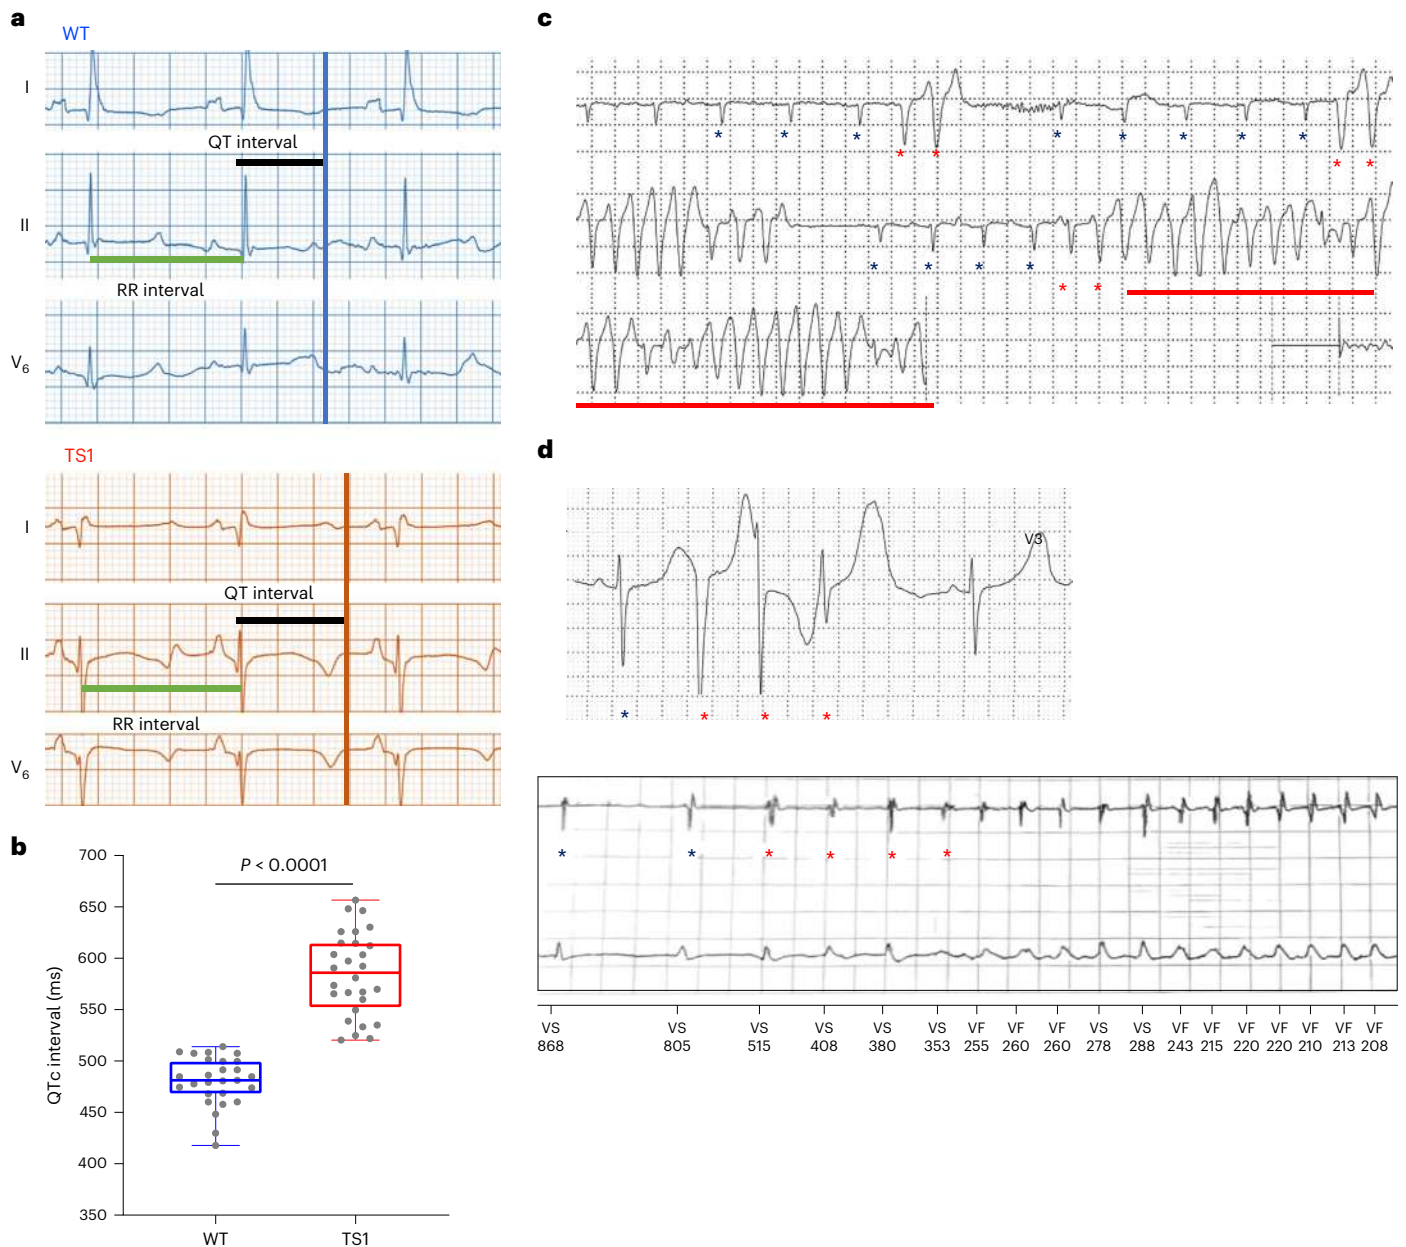 a
WT
I
QT interval
II
RR interval
V6
TS1
I
QT interval
II
RR interval
V6
b
P < 0.0001
QTc interval (ms)
700
650
600
550
500
450
400
350
WT
TS1
c
* * * * * * * * * * * *
* * * * * *
d
V3
* * * *
* * * * * *
VS VS VS VS VS VS VF VF VF VS VS VF VF VF VF VF VF VF
868 805 515 408 380 353 255 260 260 278 288 243 215 220 220 210 213 208